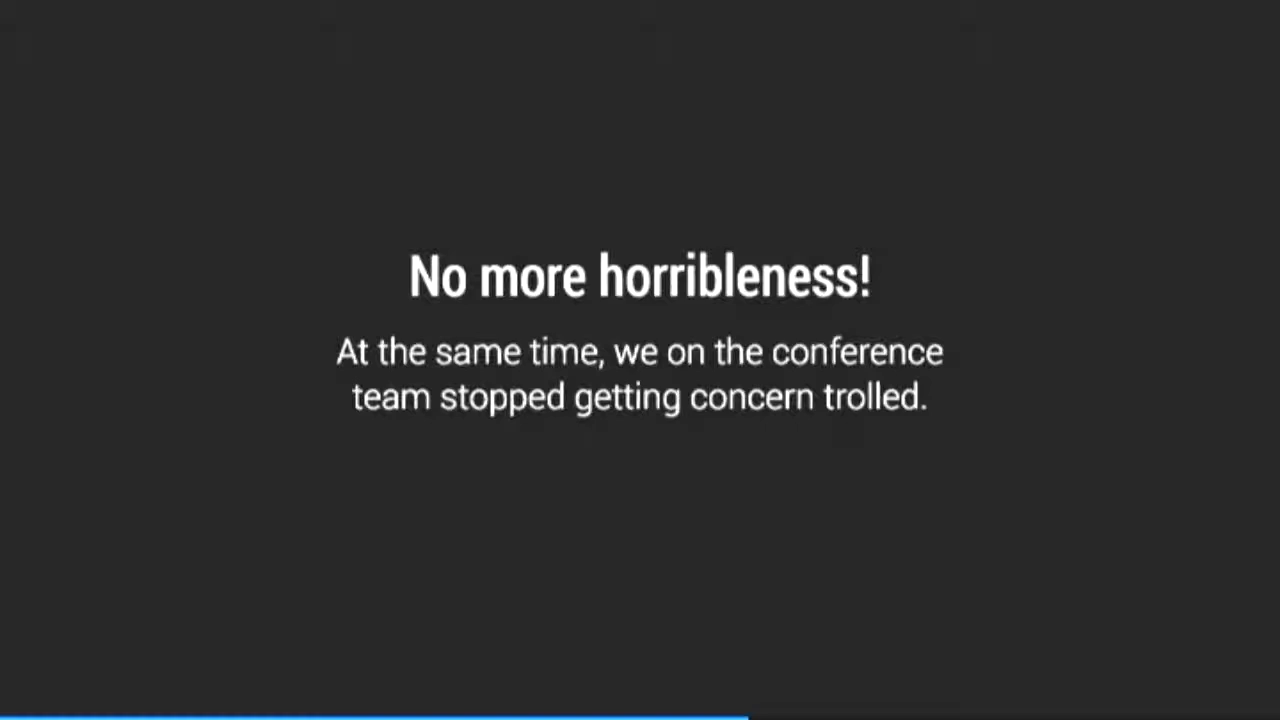 No more horribleness!
At the same time, we on the conference
team stopped getting concern trolled.